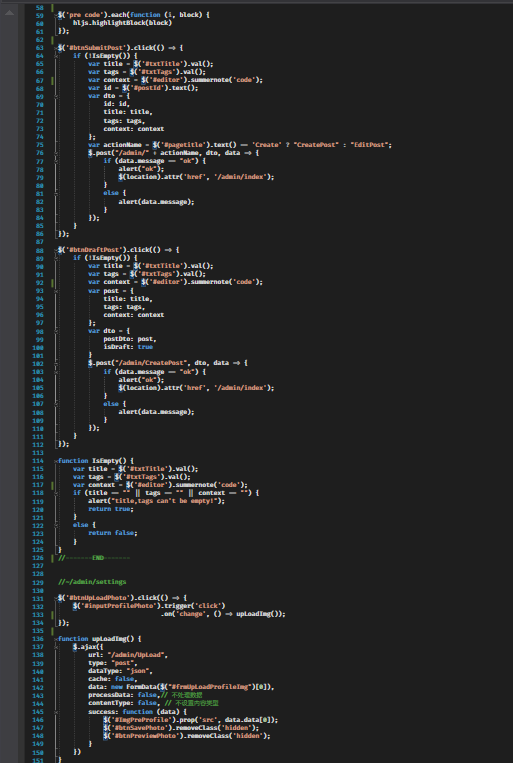 58
59 $('pre code').each(function (i, block) {
60 hljs.highlightBlock(block)
61 });
62
63 $('#btnSubmitPost').click(() => {
64 if (!IsEmpty()) {
65 var title = $('#txtTitle').val();
66 var tags = $('#txtTags').val();
67 var context = $('#editor').summernote('code');
68 var id = $('#postId').text();
69 var dto = {
70 id: id,
71 title: title,
72 tags: tags,
73 context: context
74 };
75 var actionName = $('#pagetitle').text() == 'Create' ? "CreatePost" : "EditPost";
76 $.post("/admin/" + actionName, dto, data => {
77 if (data.message == "ok") {
78 alert("ok");
79 $(location).attr('href', '/admin/index');
80 }
81 else {
82 alert(data.message);
83 }
84 });
85 }
86 });
87
88 $('#btnDraftPost').click(() => {
89 if (!IsEmpty()) {
90 var title = $('#txtTitle').val();
91 var tags = $('#txtTags').val();
92 var context = $('#editor').summernote('code');
93 var post = {
94 title: title,
95 tags: tags,
96 context: context
97 };
98 var dto = {
99 postDto: post,
100 isDraft: true
101 }
102 $.post("/admin/CreatePost", dto, data => {
103 if (data.message == "ok") {
104 alert("ok");
105 $(location).attr('href', '/admin/index');
106 }
107 else {
108 alert(data.message);
109 }
110 });
111 }
112 });
113
114 function IsEmpty() {
115 var title = $('#txtTitle').val();
116 var tags = $('#txtTags').val();
117 var context = $('#editor').summernote('code');
118 if (title == "" || tags == "" || context == "") {
119 alert("title,tags can't be empty!");
120 return true;
121 }
122 else {
123 return false;
124 }
125 }
126 //-------END-------
127
128
129 //~/admin/settings
130
131 $('#btnUpLoadPhoto').click(() => {
132 $('#inputProfilePhoto').trigger('click')
133 .on('change', () => upLoadImg());
134 });
135
136 function upLoadImg() {
137 $.ajax({
138 url: "/admin/UpLoad",
139 type: "post",
140 dataType: "json",
141 cache: false,
142 data: new FormData($("#frmUpLoadProfileImg")[0]),
143 processData: false,// 不处理数据
144 contentType: false, // 不设置内容类型
145 success: function (data) {
146 $('#ImgPreProfile').prop('src', data.data[0]);
147 $('#btnSavePhoto').removeClass('hidden');
148 $('#btnPreviewPhoto').removeClass('hidden');
149 }
150 })
151 }